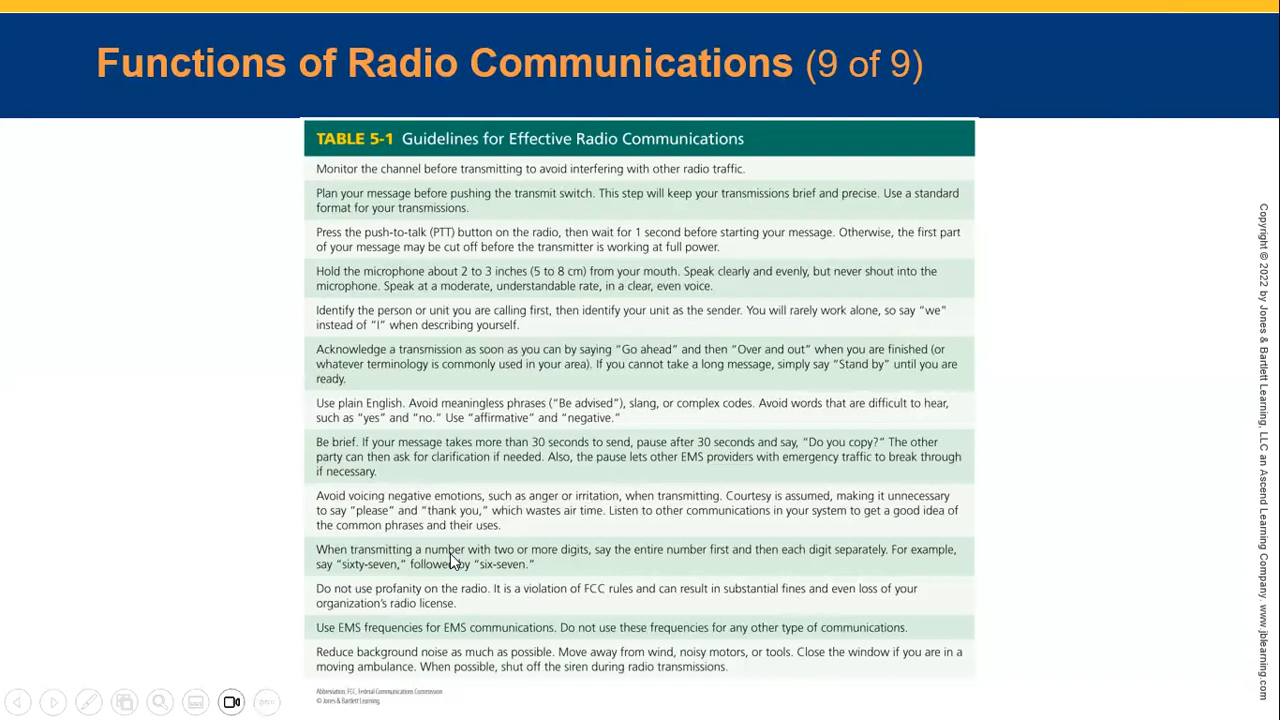 Functions of Radio Communications (9 of 9)
TABLE 5-1 Guidelines for Effective Radio Communications
Monitor the channel before transmitting to avoid interfering with other radio traffic.
Plan your message before pushing the transmit switch. This step will keep your transmissions brief and precise. Use a standard
format for your transmissions.
Press the push-to-talk (PTT) button on the radio, then wait for 1 second before starting your message. Otherwise, the first part
of your message may be cut off before the transmitter is working at full power.
Hold the microphone about 2 to 3 inches (5 to 8 cm) from your mouth. Speak clearly and evenly, but never shout into the
microphone. Speak at a moderate, understandable rate, in a clear, even voice.
Identify the person or unit you are calling first, then identify your unit as the sender. You will rarely work alone, so say “we”
instead of “I” when describing yourself.
Acknowledge a transmission as soon as you can by saying “Go ahead” and then “Over and out” when you are finished (or
whatever terminology is commonly used in your area). If you cannot take a long message, simply say “Stand by” until you are
ready.
Use plain English. Avoid meaningless phrases (“Be advised”), slang, or complex codes. Avoid words that are difficult to hear,
such as “yes” and “no.” Use “affirmative” and “negative.”
Be brief. If your message takes more than 30 seconds to send, pause after 30 seconds and say, “Do you copy?” The other
party can then ask for clarification if needed. Also, the pause lets other EMS providers with emergency traffic to break through
if necessary.
Avoid voicing negative emotions, such as anger or irritation, when transmitting. Courtesy is assumed, making it unnecessary
to say “please” and “thank you,” which wastes air time. Listen to other communications in your system to get a good idea of
the common phrases and their uses.
When transmitting a number with two or more digits, say the entire number first and then each digit separately. For example,
say “sixty-seven,” followed by “six-seven.”
Do not use profanity on the radio. It is a violation of FCC rules and can result in substantial fines and even loss of your
organization’s radio license.
Use EMS frequencies for EMS communications. Do not use these frequencies for any other type of communications.
Reduce background noise as much as possible. Move away from wind, noisy motors, or tools. Close the window if you are in a
moving ambulance. When possible, shut off the siren during radio transmissions.
Abbreviation: FCC, Federal Communications Commission
© Jones & Bartlett Learning.
Copyright © 2022 by Jones & Bartlett Learning, LLC an Ascend Learning Company. www.jblearning.com